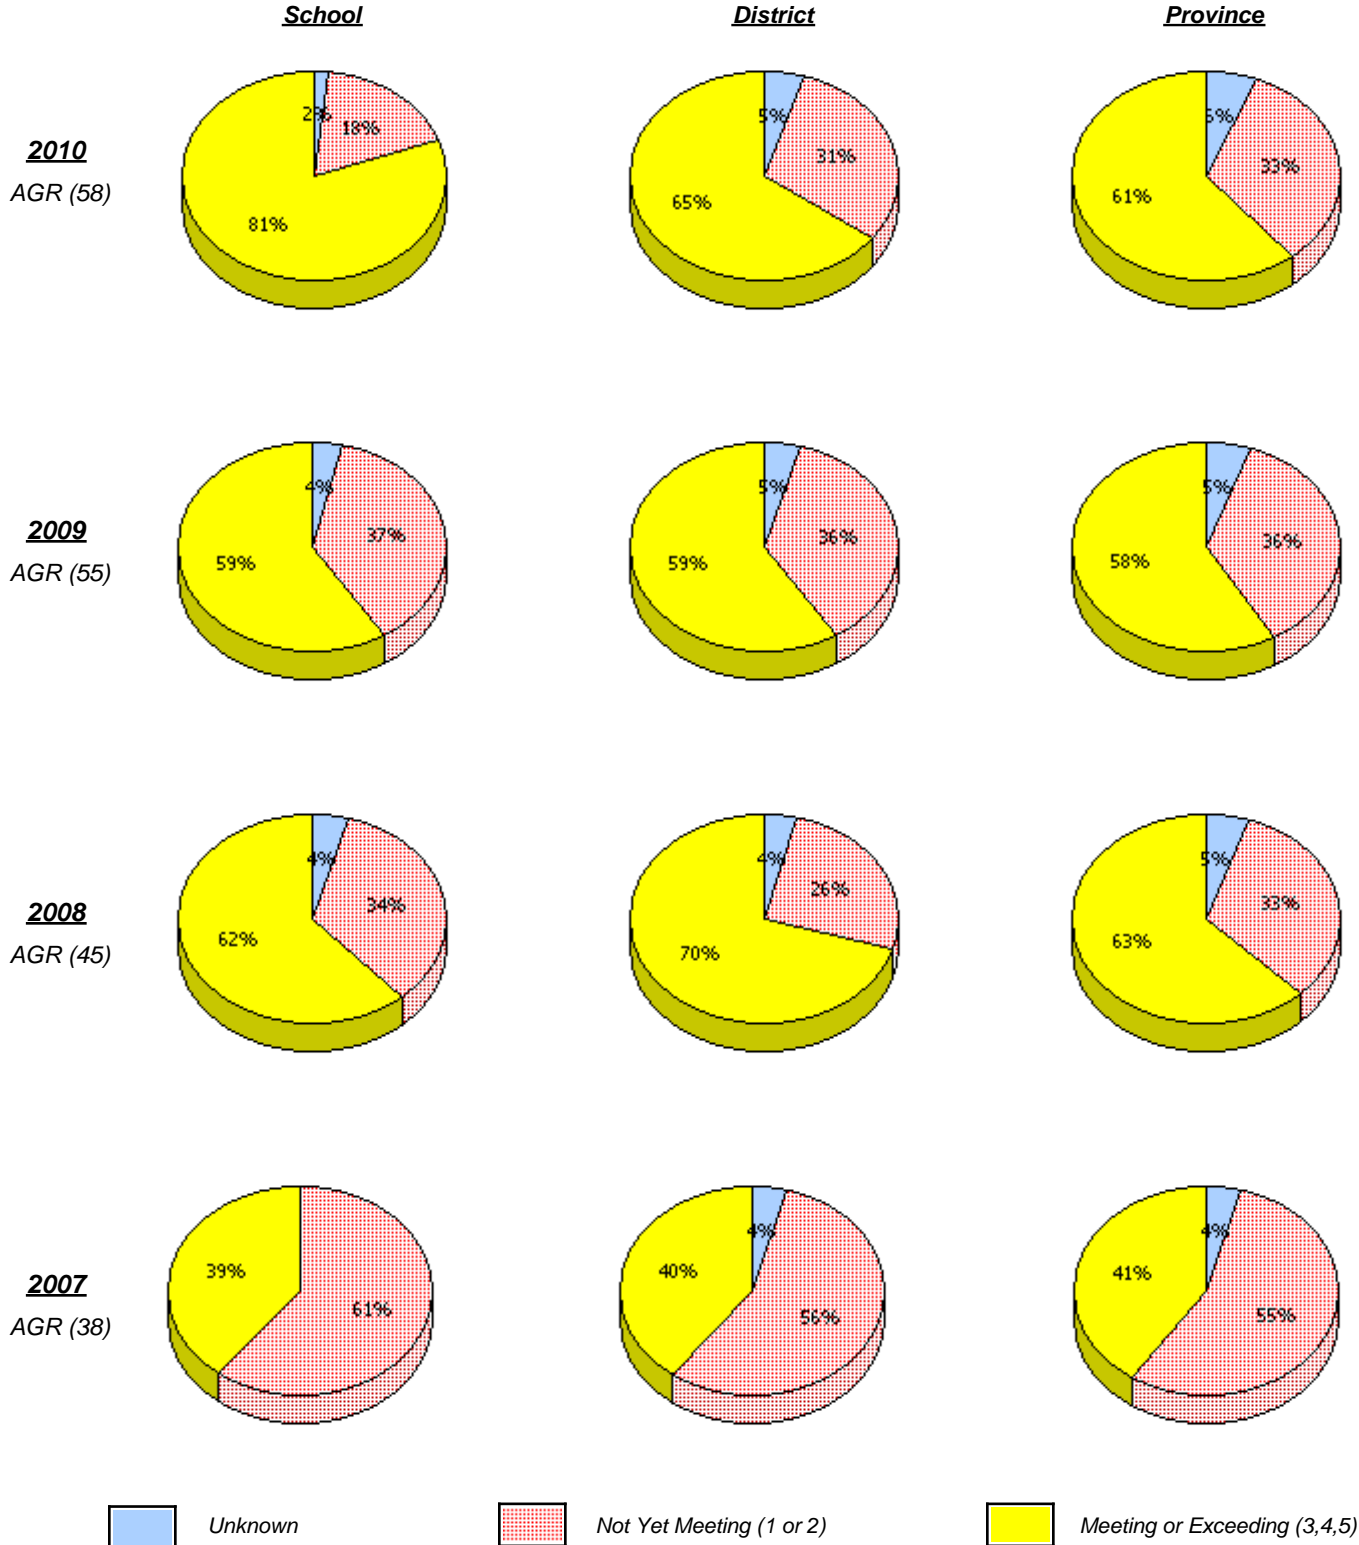 School District Province
2010
AGR (58)
2% 18% 81%
5% 31% 65%
6% 33% 61%
2009
AGR (55)
4% 37% 59%
5% 36% 59%
5% 36% 58%
2008
AGR (45)
4% 34% 62%
4% 26% 70%
5% 33% 63%
2007
AGR (38)
39% 61%
4% 40% 56%
4% 41% 55%
Unknown Not Yet Meeting (1 or 2) Meeting or Exceeding (3,4,5)